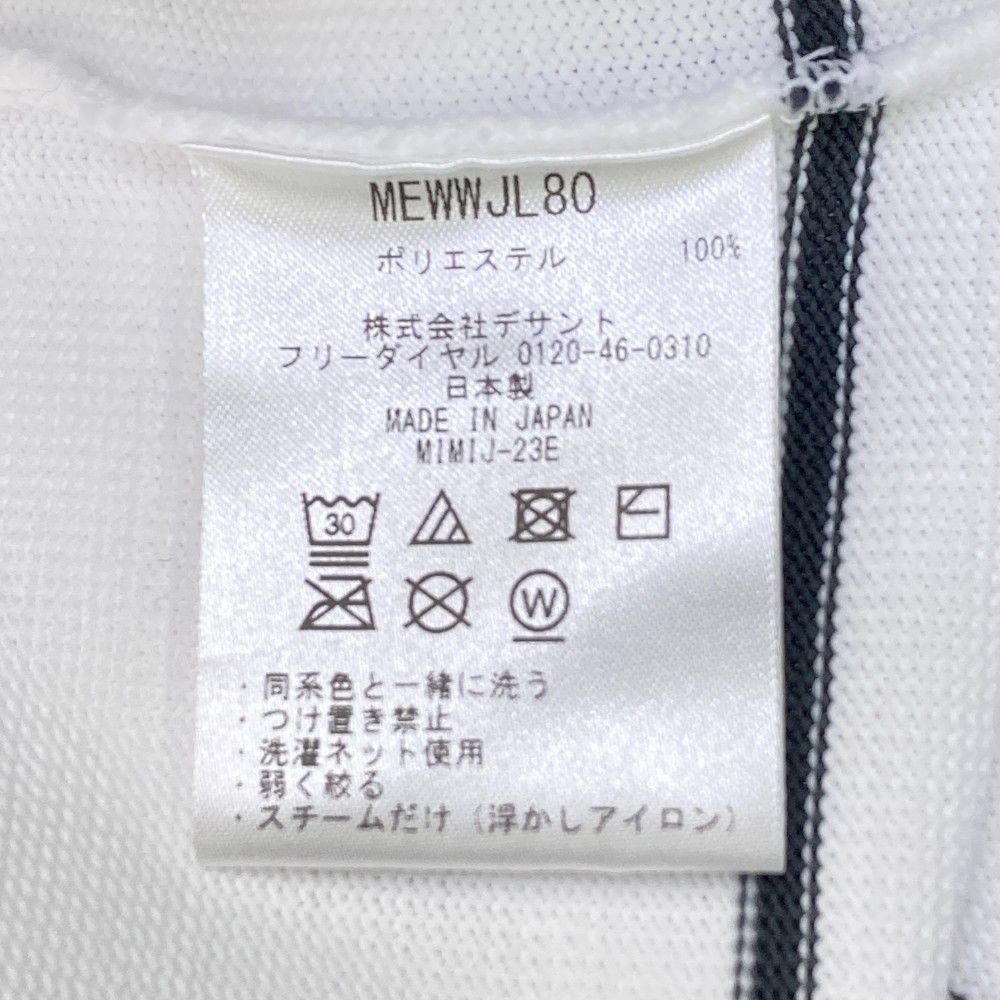 MEWWJL80
ポリエステル 100%
株式会社デサント
フリーダイヤル 0120-46-0310
日本製
MADE IN JAPAN
MIMIJ-23E
30
W
・同系色と一緒に洗う
・つけ置き禁止
・洗濯ネット使用
・弱く絞る
・スチームだけ（浮かしアイロン）